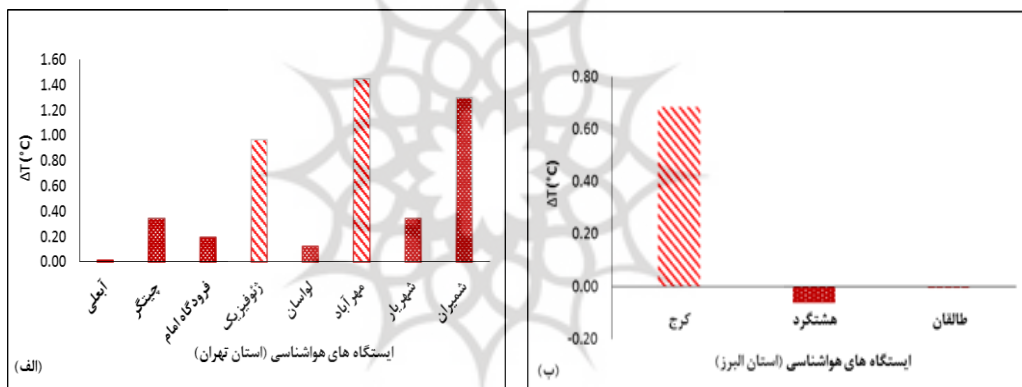 1.60
1.40
1.20
1.00
0.80
0.60
0.40
0.20
0.00
ΔT (°C)
آبعلی
چیتگر
فرودگاه امام
ژئوفیزیک
لواسان
مهرآباد
شهریار
شمیران
ایستگاه های هواشناسی (استان تهران)
(الف)
0.80
0.60
0.40
0.20
0.00
-0.20
ΔT (°C)
کرج
هشتگرد
طالقان
ایستگاه های هواشناسی (استان البرز)
(ب)